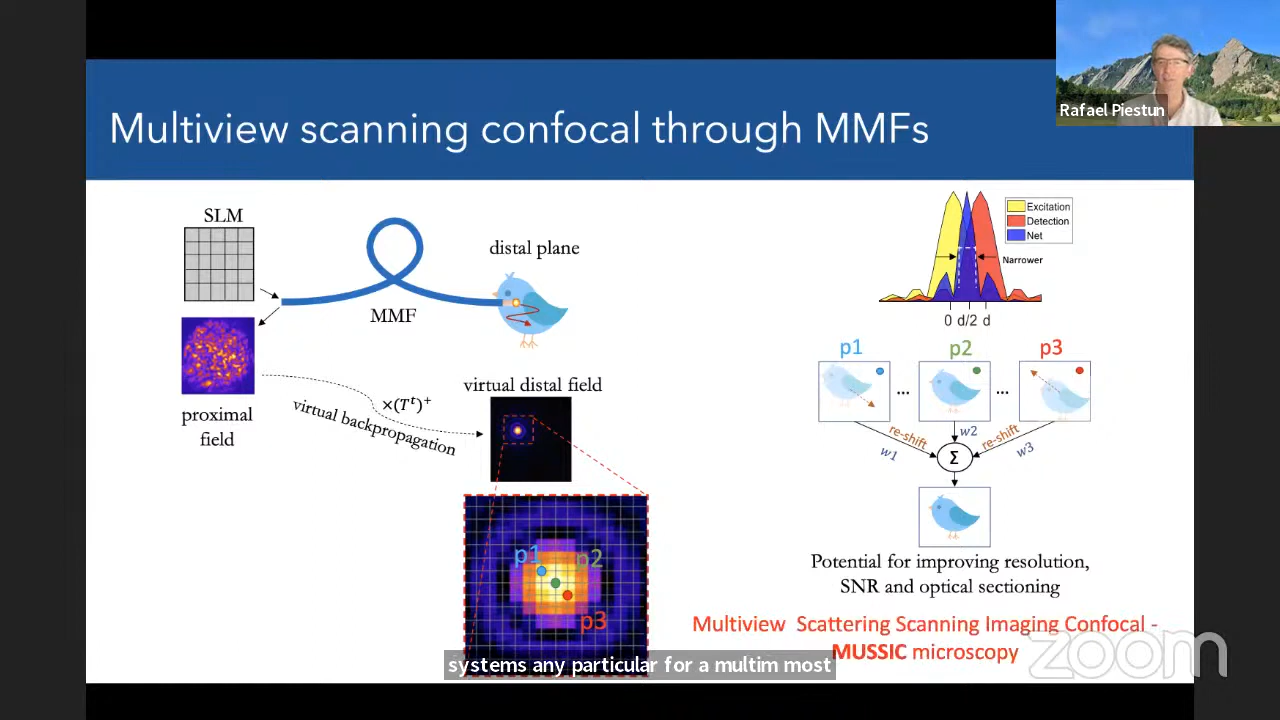 Rafael Piestun
Multiview scanning confocal through MMFs
SLM
MMF
distal plane
proximal
field
×(Tᵗ)⁺
virtual backpropagation
virtual distal field
p1
p2
p3
Excitation
Detection
Net
Narrower
0 d/2 d
p1
p2
p3
... ...
re-shift
w1
w2
re-shift
w3
Σ
Potential for improving resolution,
SNR and optical sectioning
Multiview Scattering Scanning Imaging Confocal -
MUSSIC microscopy
systems any particular for a multim most
zoom